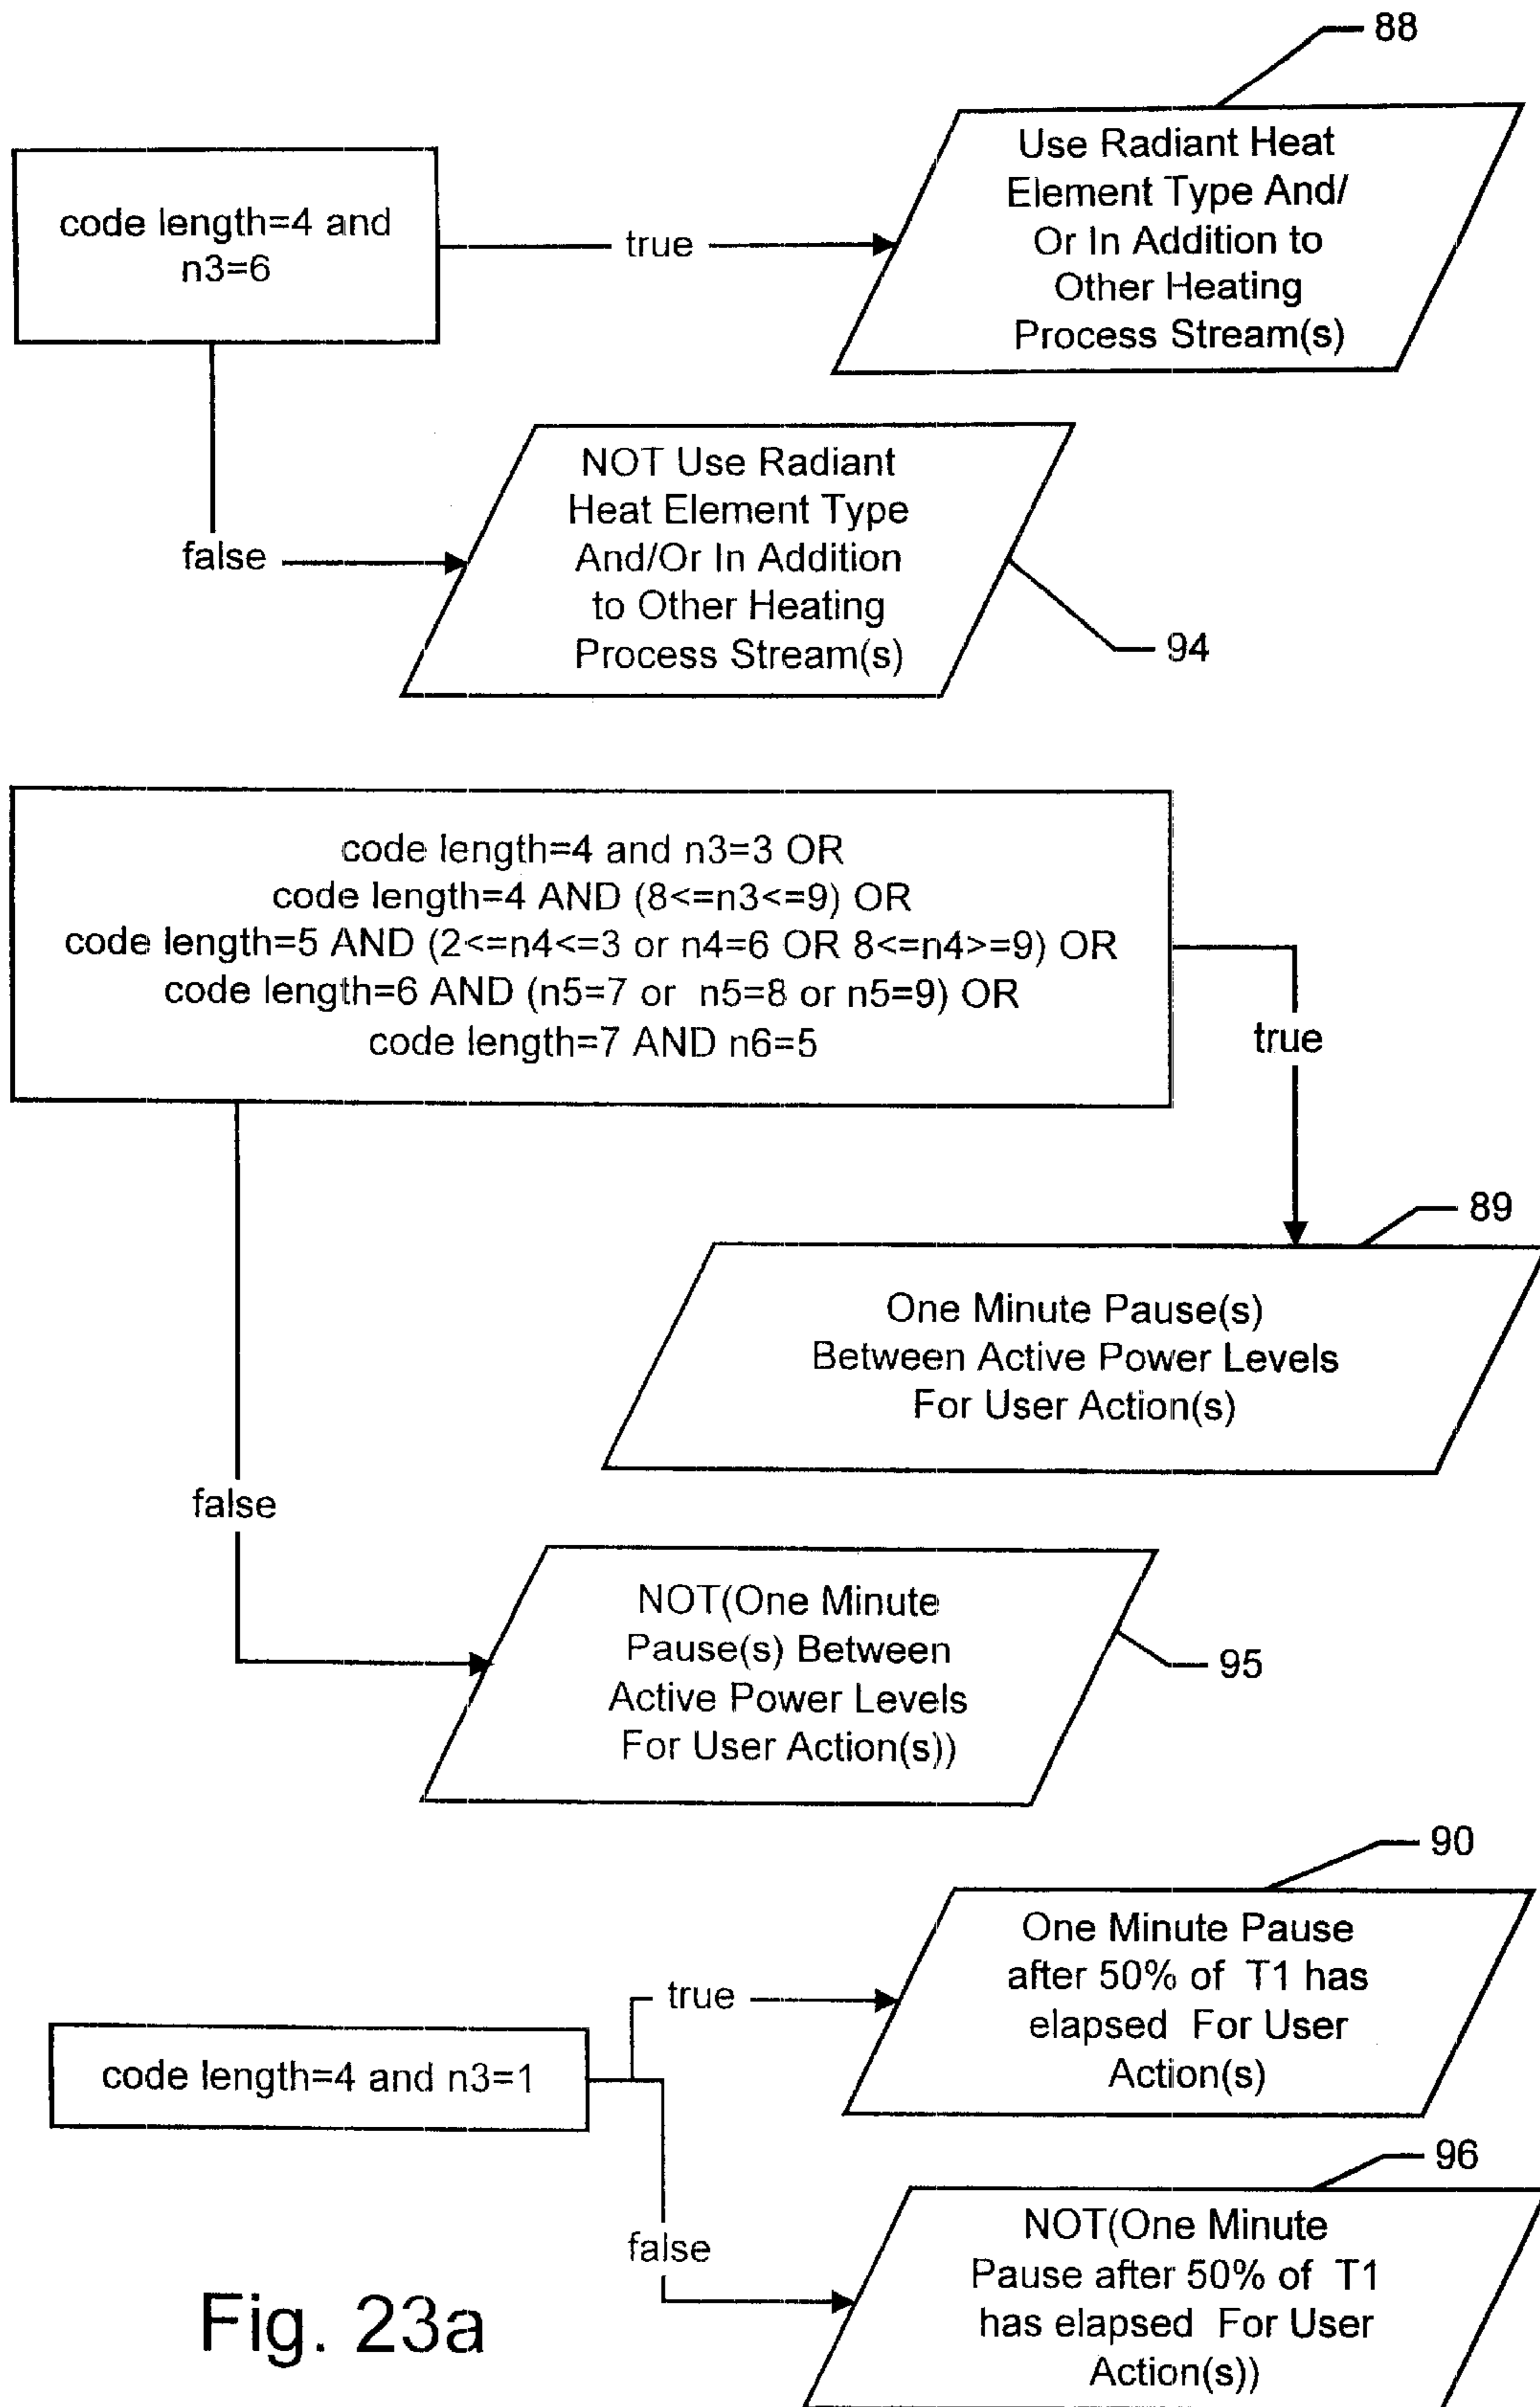 88
Use Radiant Heat
Element Type And/
Or In Addition to
Other Heating
Process Stream(s)
code length=4 and
n3=6
true
false
NOT Use Radiant
Heat Element Type
And/Or In Addition
to Other Heating
Process Stream(s)
94
code length=4 and n3=3 OR
code length=4 AND (8<=n3<=9) OR
code length=5 AND (2<=n4<=3 or n4=6 OR 8<=n4>=9) OR
code length=6 AND (n5=7 or n5=8 or n5=9) OR
code length=7 AND n6=5
true
89
One Minute Pause(s)
Between Active Power Levels
For User Action(s)
false
NOT(One Minute
Pause(s) Between
Active Power Levels
For User Action(s))
95
90
One Minute Pause
after 50% of T1 has
elapsed For User
Action(s)
true
code length=4 and n3=1
96
false
NOT(One Minute
Pause after 50% of T1
has elapsed For User
Action(s))
Fig. 23a